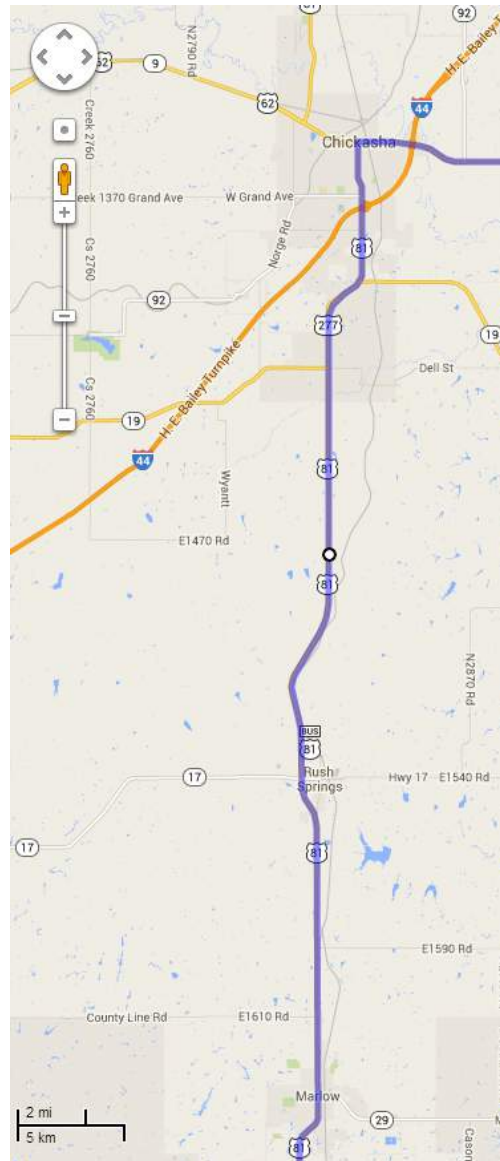 92
N2790 Rd
62
9
H. E. Bailey Tu
44
62
Creek 2760
Chickasha
eek 1370 Grand Ave
W Grand Ave
Norge Rd
81
Cs 2760
92
277
19
H-E-Bailey-Turnpike
Dell St
Cs 2760
19
44
81
Wyantt
E1470 Rd
81
N2870 Rd
BUS
81
Rush
Springs
17
Hwy 17
E1540 Rd
17
81
E1590 Rd
County Line Rd
E1610 Rd
Marlow
2 mi
5 km
29
81
Cason